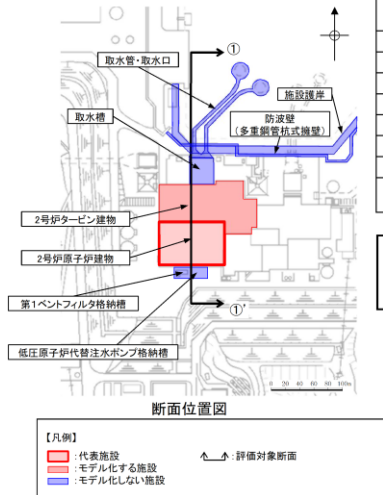 ①
取水管・取水口
施設護岸
防波壁
(多重鋼管杭式擁壁)
取水槽
2号炉タービン建物
2号炉原子炉建物
第1ベントフィルタ格納槽
①'
低圧原子炉代替注水ポンプ格納槽
0 20 40 60 80 100m
断面位置図
【凡例】
:代表施設
:評価対象断面
:モデル化する施設
:モデル化しない施設